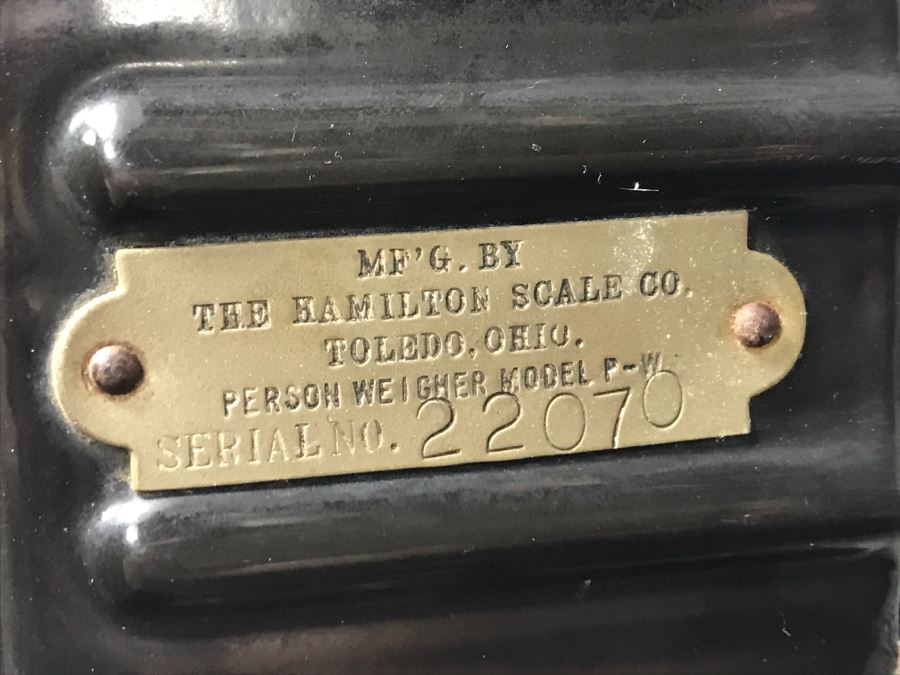 MF'G. BY
THE HAMILTON SCALE CO.
TOLEDO, OHIO.
PERSON WEIGHER MODEL P-W
SERIAL NO. 22070